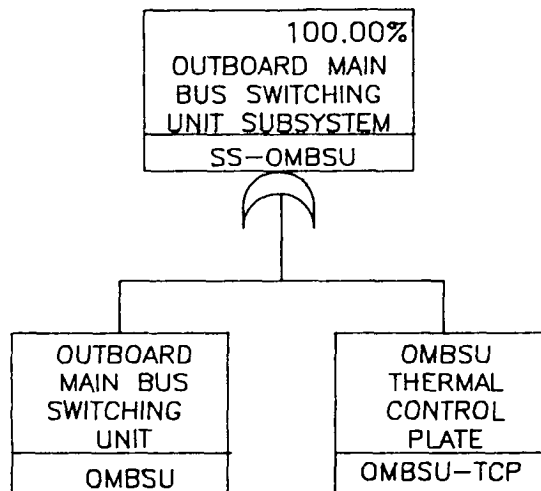 100.00%
OUTBOARD MAIN
BUS SWITCHING
UNIT SUBSYSTEM
SS-OMBSU
OUTBOARD
MAIN BUS
SWITCHING
UNIT
OMBSU
OMBSU
THERMAL
CONTROL
PLATE
OMBSU-TCP